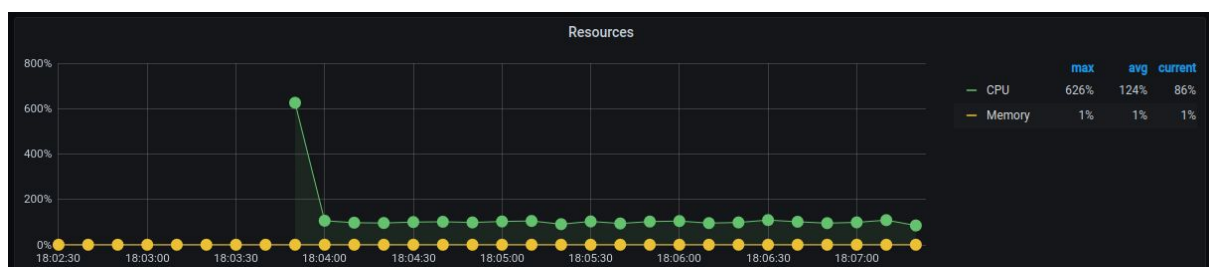 Resources
800%
600%
400%
200%
0%
18:02:30 18:03:00 18:03:30 18:04:00 18:04:30 18:05:00 18:05:30 18:06:00 18:06:30 18:07:00
max avg current
CPU 626% 124% 86%
Memory 1% 1% 1%